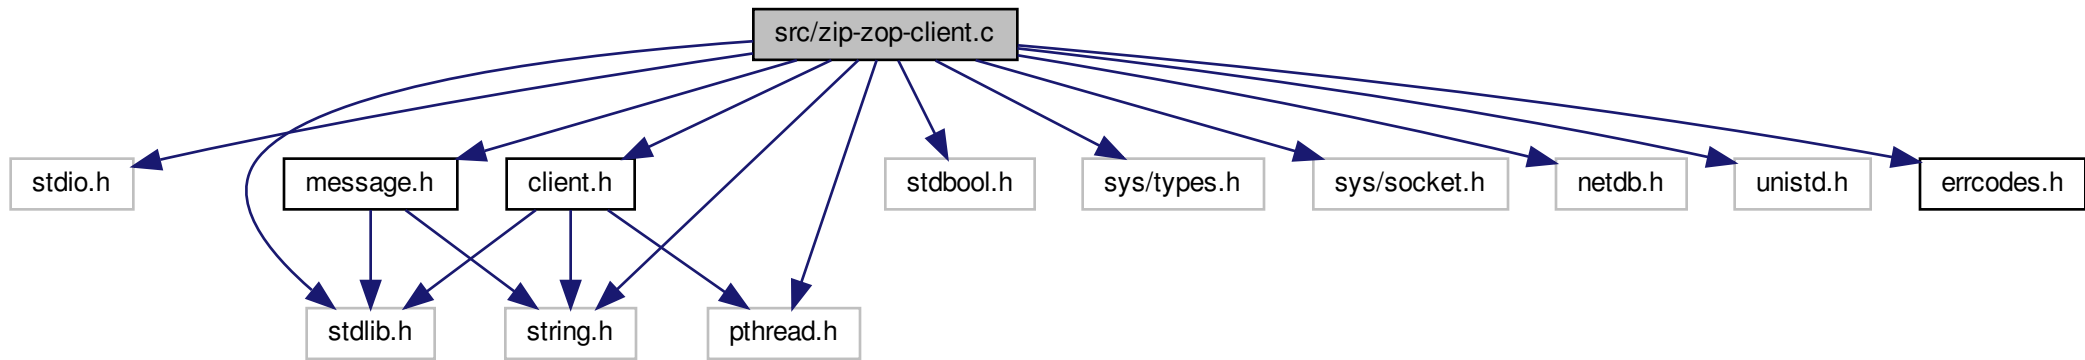 src/zip-zop-client.c
stdio.h
message.h
client.h
stdbool.h
sys/types.h
sys/socket.h
netdb.h
unistd.h
errcodes.h
stdlib.h
string.h
pthread.h